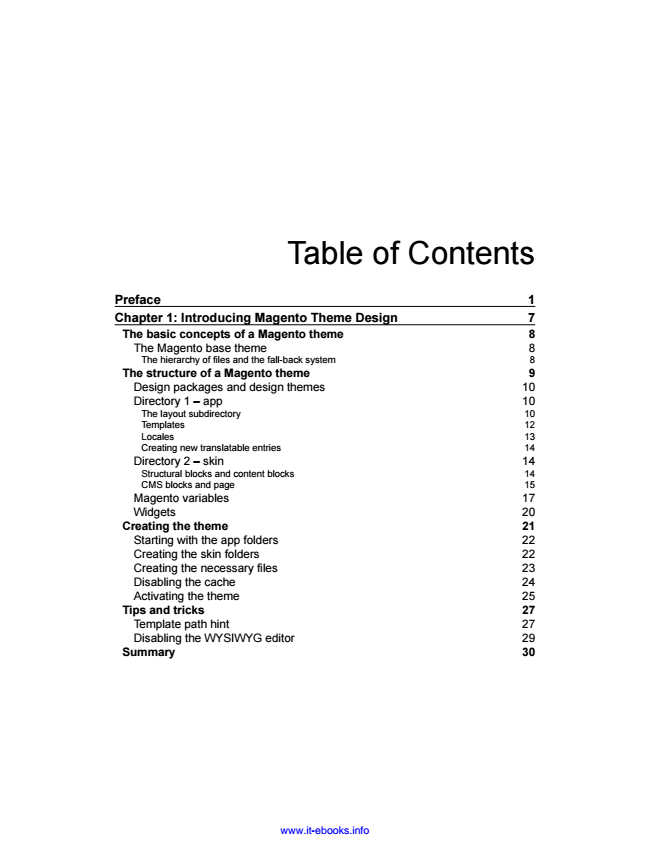 Table of Contents
Preface 1
Chapter 1: Introducing Magento Theme Design 7
The basic concepts of a Magento theme 8
The Magento base theme 8
The hierarchy of files and the fall-back system 8
The structure of a Magento theme 9
Design packages and design themes 10
Directory 1 – app 10
The layout subdirectory 10
Templates 12
Locales 13
Creating new translatable entries 14
Directory 2 – skin 14
Structural blocks and content blocks 14
CMS blocks and page 15
Magento variables 17
Widgets 20
Creating the theme 21
Starting with the app folders 22
Creating the skin folders 22
Creating the necessary files 23
Disabling the cache 24
Activating the theme 25
Tips and tricks 27
Template path hint 27
Disabling the WYSIWYG editor 29
Summary 30
www.it-ebooks.info